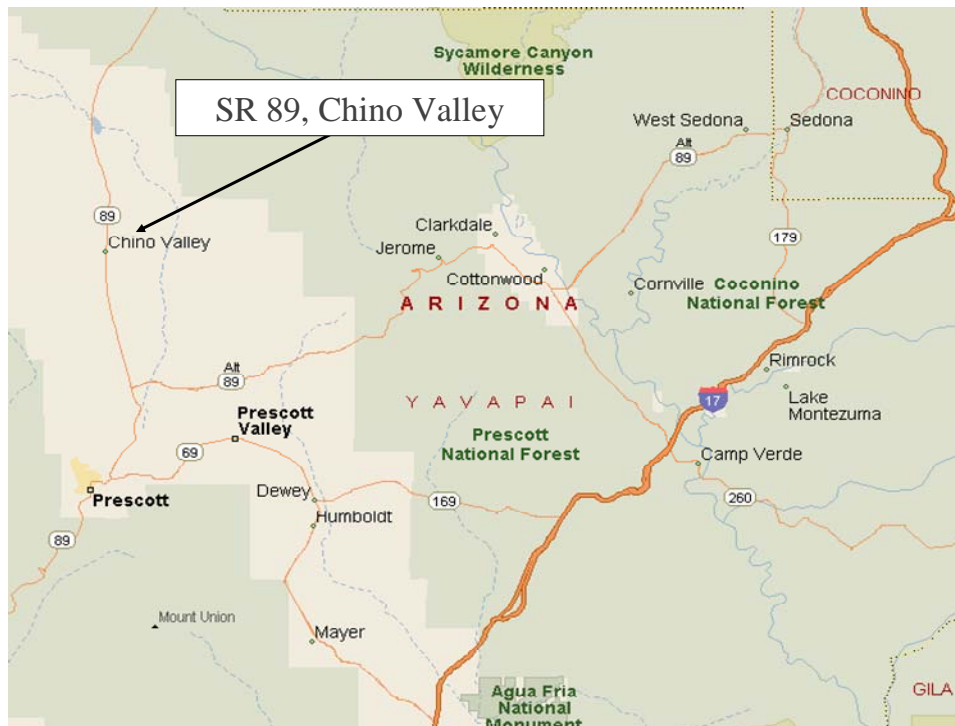 Sycamore Canyon
Wilderness
COCONINO
SR 89, Chino Valley
West Sedona
Sedona
Alt
89
89
Clarkdale
179
Chino Valley
Jerome
Cottonwood
Cornville
Coconino
National Forest
ARIZONA
Rimrock
Alt
89
17
Lake
Montezuma
YAVAPAI
Prescott
Valley
Prescott
National Forest
69
Camp Verde
Prescott
Dewey
169
260
Humboldt
89
Mount Union
Mayer
Agua Fria
National
Monument
GILA